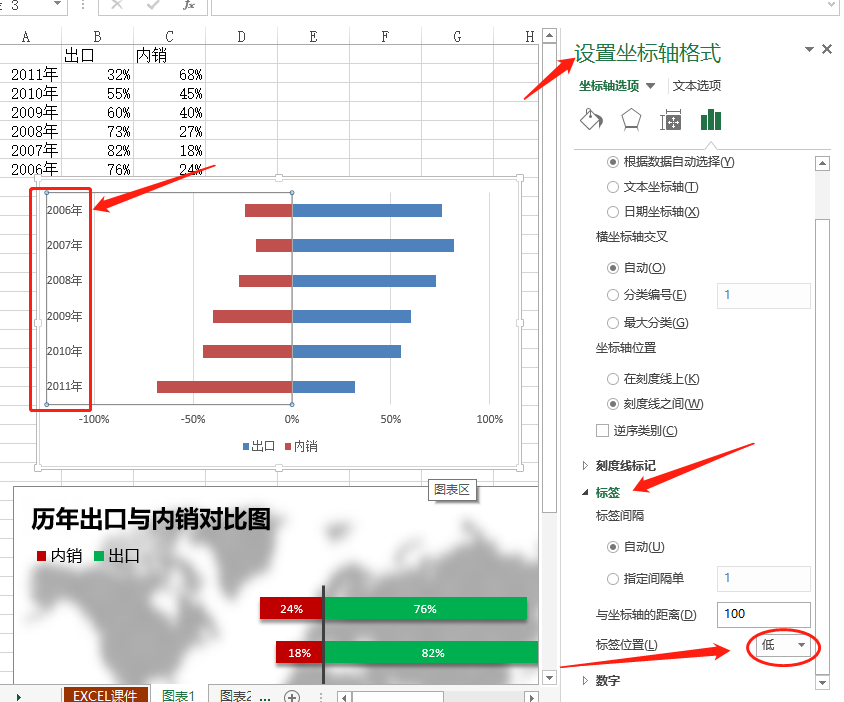 3
fx
A B C D E F G H
出口 内销
2011年 32% 68%
2010年 55% 45%
2009年 60% 40%
2008年 73% 27%
2007年 82% 18%
2006年 76% 24%
2006年
2007年
2008年
2009年
2010年
2011年
-100% -50% 0% 50% 100%
出口 内销
图表区
历年出口与内销对比图
内销 出口
24% 76%
18% 82%
EXCEL课件 图表1 图表2 ...
设置坐标轴格式
坐标轴选项 文本选项
根据数据自动选择(Y)
文本坐标轴(T)
日期坐标轴(X)
横坐标轴交叉
自动(O)
分类编号(E) 1
最大分类(G)
坐标轴位置
在刻度线上(K)
刻度线之间(W)
逆序类别(C)
刻度线标记
标签
标签间隔
自动(U)
指定间隔单 1
与坐标轴的距离(D) 100
标签位置(L) 低
数字